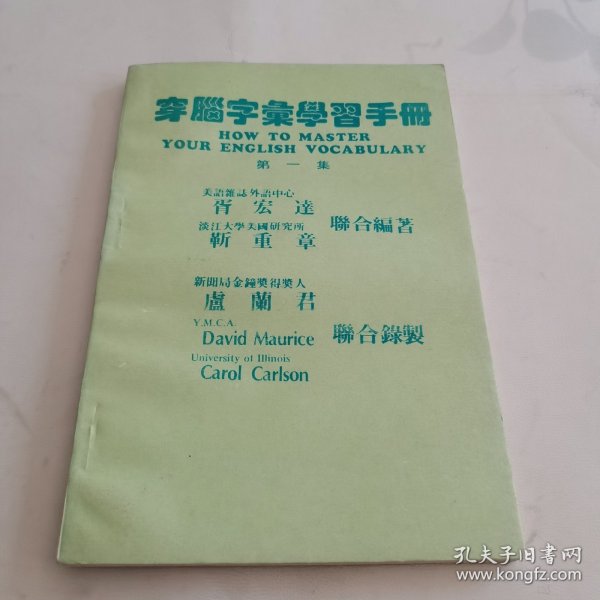 穿腦字彙學習手冊
HOW TO MASTER
YOUR ENGLISH VOCABULARY
第一集
美語雜誌外語中心
胥宏達
淡江大學美國研究所
靳重章
聯合編著
新聞局金鐘獎得獎人
盧蘭君
Y.M.C.A.
David Maurice
University of Illinois
Carol Carlson
聯合錄製
孔夫子旧书网
www.kongfz.com